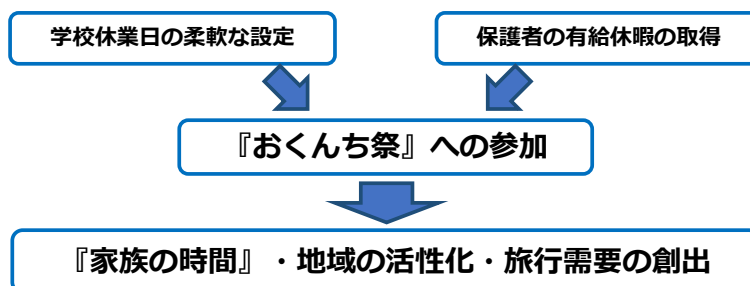 学校休業日の柔軟な設定
保護者の有給休暇の取得
『おくんち祭』への参加
『家族の時間』・地域の活性化・旅行需要の創出